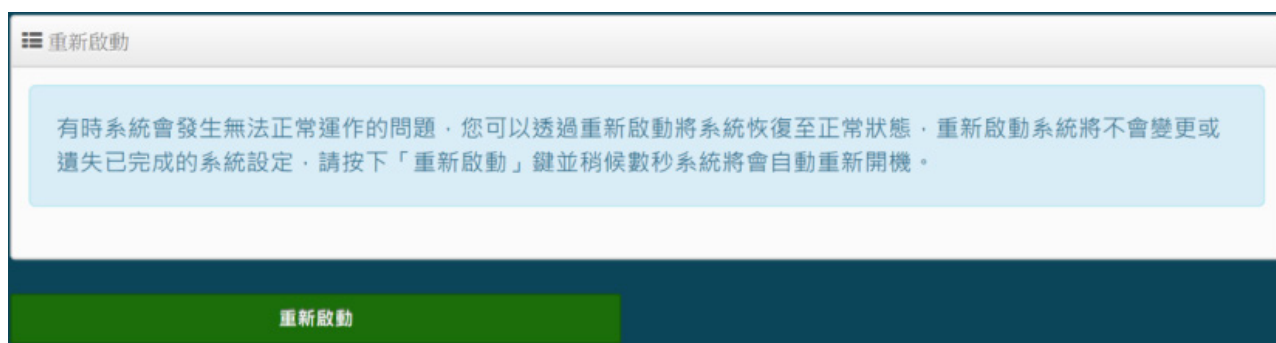 重新啟動
有時系統會發生無法正常運作的問題，您可以透過重新啟動將系統恢復至正常狀態，重新啟動系統將不會變更或
遺失已完成的系統設定，請按下「重新啟動」鍵並稍候數秒系統將會自動重新開機。
重新啟動